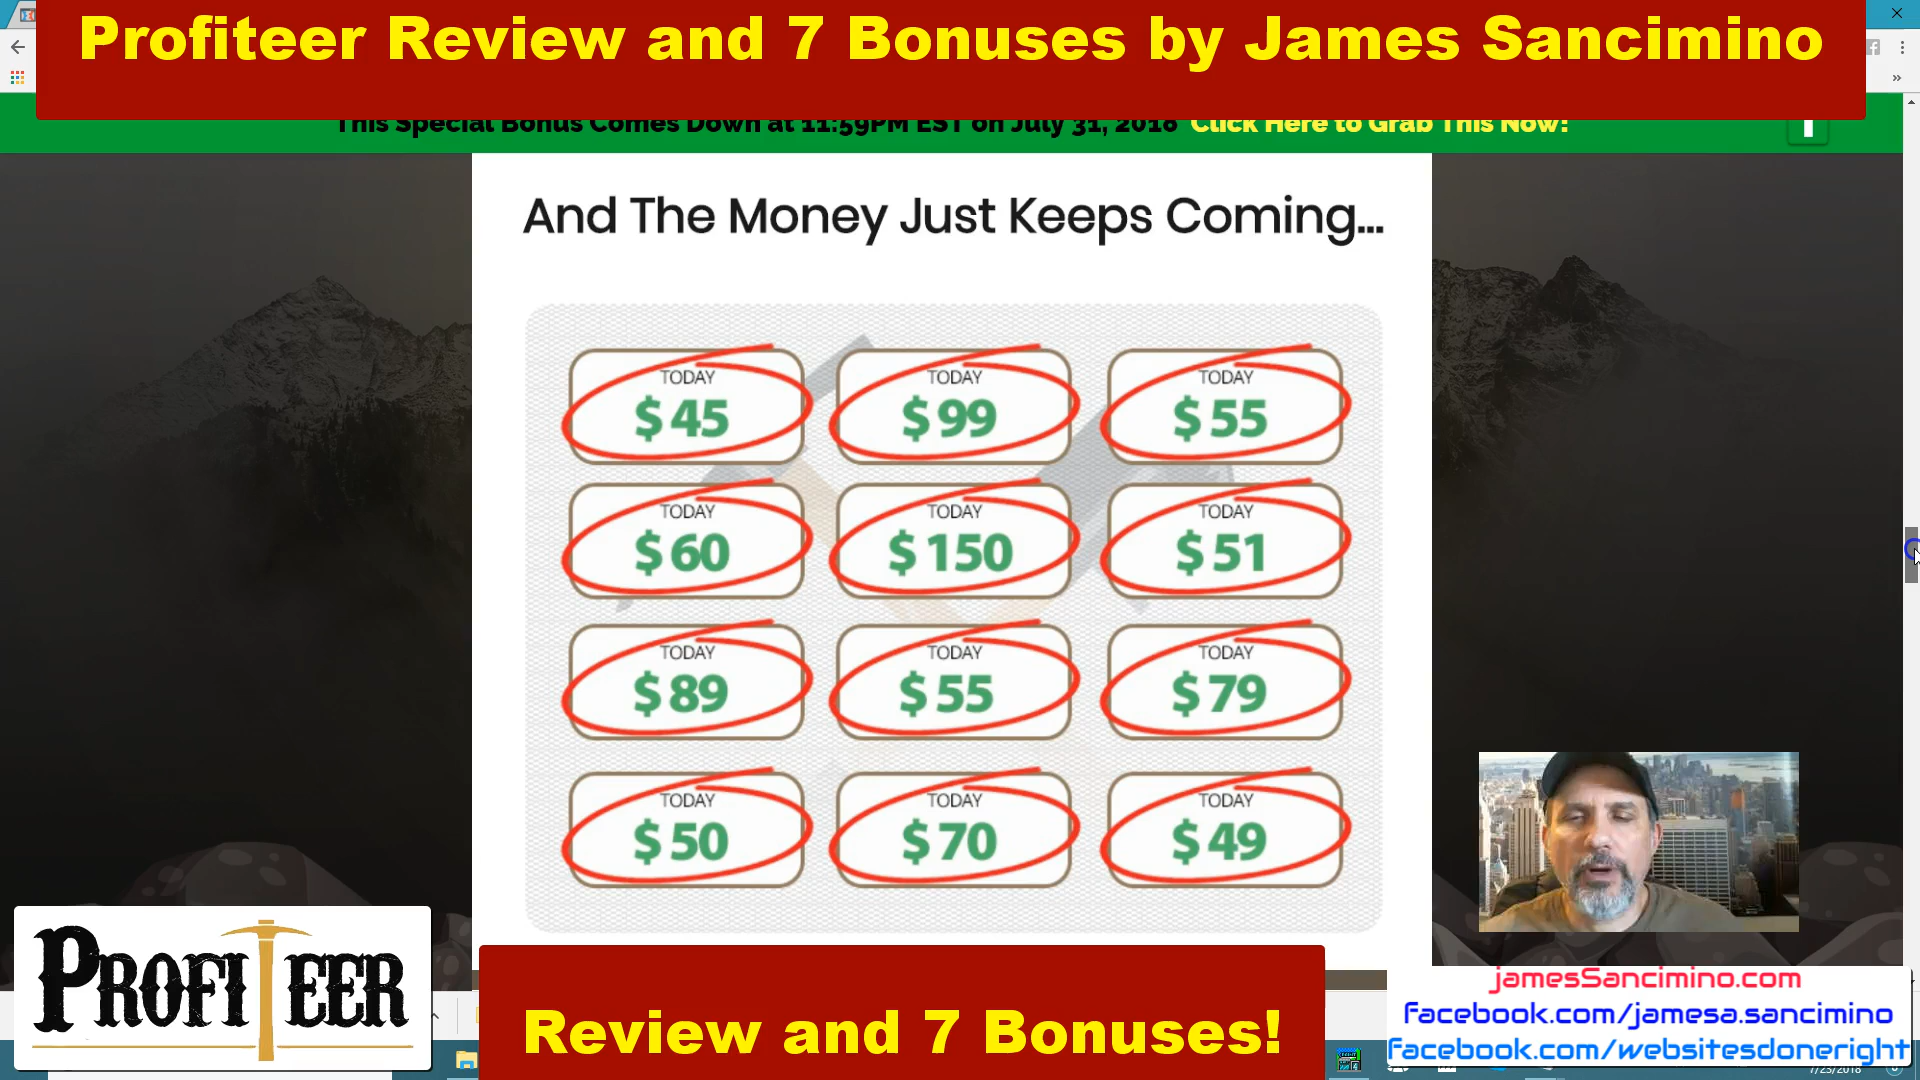 Profiteer Review and 7 Bonuses by James Sancimino
This Special Bonus Comes Down at 11:59PM EST on July 31, 2018 Click Here to Grab This Now!
And The Money Just Keeps Coming...
TODAY TODAY TODAY
$45 $99 $55
TODAY TODAY TODAY
$60 $150 $51
TODAY TODAY TODAY
$89 $55 $79
TODAY TODAY TODAY
$50 $70 $49
PROFITEER
Review and 7 Bonuses!
jamesSancimino.com
facebook.com/jamesa.sancimino
facebook.com/websitesdoneright
7/23/2018